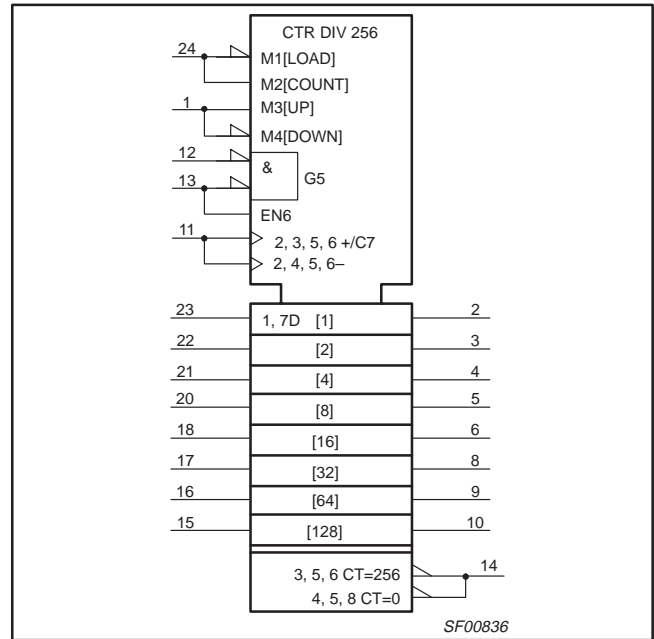 CTR DIV 256
24
M1[LOAD]
M2[COUNT]
1
M3[UP]
M4[DOWN]
12
&
G5
13
EN6
11
2, 3, 5, 6 +/C7
2, 4, 5, 6–
23 1, 7D [1] 2
22 [2] 3
21 [4] 4
20 [8] 5
18 [16] 6
17 [32] 8
16 [64] 9
15 [128] 10
3, 5, 6 CT=256 14
4, 5, 8 CT=0
SF00836